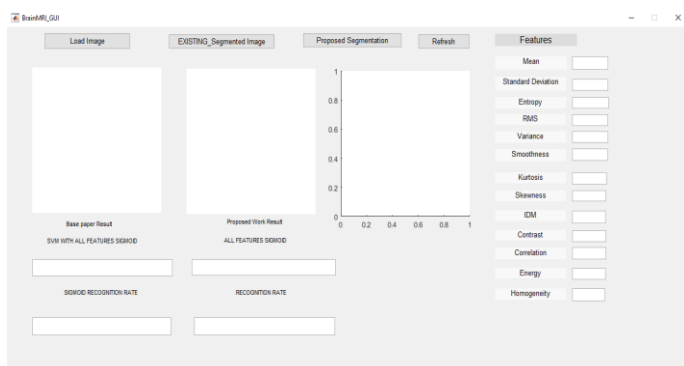 BrainMRI_GUI
Load Image
EXISTING_Segmented Image
Proposed Segmentation
Refresh
Features
Mean
Standard Deviation
Entropy
RMS
Variance
Smoothness
Kurtosis
Skewness
IDM
Contrast
Correlation
Energy
Homogeneity
1
0.8
0.6
0.4
0.2
0
0 0.2 0.4 0.6 0.8 1
Base paper Result
Proposed Work Result
SVM WITH ALL FEATURES SIGMOID
ALL FEATURES SIGMOID
SIGMOID RECOGNITION RATE
RECOGNITION RATE